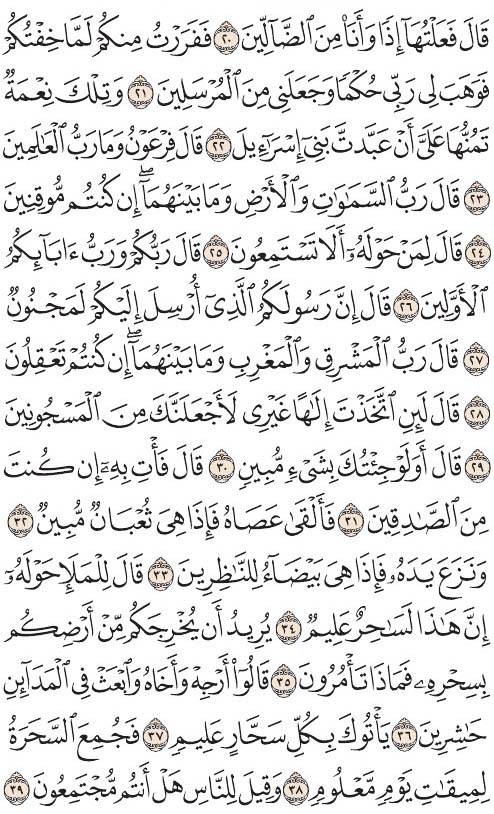 قَالَ فَعَلْتُهَآ إِذًا وَأَنَا۠ مِنَ ٱلضَّآلِّينَ ٢٠ فَفَرَرْتُ مِنكُمْ لَمَّا خِفْتُكُمْ
فَوَهَبَ لِى رَبِّى حُكْمًا وَجَعَلَنِى مِنَ ٱلْمُرْسَلِينَ ٢١ وَتِلْكَ نِعْمَةٌ
تَمُنُّهَا عَلَىَّ أَنْ عَبَّدتَّ بَنِىٓ إِسْرَٰٓءِيلَ ٢٢ قَالَ فِرْعَوْنُ وَمَا رَبُّ ٱلْعَٰلَمِينَ
٢٣ قَالَ رَبُّ ٱلسَّمَٰوَٰتِ وَٱلْأَرْضِ وَمَا بَيْنَهُمَآ ۖ إِن كُنتُم مُّوقِنِينَ
٢٤ قَالَ لِمَنْ حَوْلَهُۥٓ أَلَا تَسْتَمِعُونَ ٢٥ قَالَ رَبُّكُمْ وَرَبُّ ءَابَآئِكُمُ
ٱلْأَوَّلِينَ ٢٦ قَالَ إِنَّ رَسُولَكُمُ ٱلَّذِىٓ أُرْسِلَ إِلَيْكُمْ لَمَجْنُونٌ
٢٧ قَالَ رَبُّ ٱلْمَشْرِقِ وَٱلْمَغْرِبِ وَمَا بَيْنَهُمَآ ۖ إِن كُنتُمْ تَعْقِلُونَ
٢٨ قَالَ لَئِنِ ٱتَّخَذْتَ إِلَٰهًا غَيْرِى لَأَجْعَلَنَّكَ مِنَ ٱلْمَسْجُونِينَ
٢٩ قَالَ أَوَلَوْ جِئْتُكَ بِشَىْءٍ مُّبِينٍ ٣٠ قَالَ فَأْتِ بِهِۦٓ إِن كُنتَ
مِنَ ٱلصَّٰدِقِينَ ٣١ فَأَلْقَىٰ عَصَاهُ فَإِذَا هِىَ ثُعْبَانٌ مُّبِينٌ ٣٢
وَنَزَعَ يَدَهُۥ فَإِذَا هِىَ بَيْضَآءُ لِلنَّٰظِرِينَ ٣٣ قَالَ لِلْمَلَإِ حَوْلَهُۥٓ
إِنَّ هَٰذَا لَسَٰحِرٌ عَلِيمٌ ٣٤ يُرِيدُ أَن يُخْرِجَكُم مِّنْ أَرْضِكُم
بِسِحْرِهِۦ فَمَاذَا تَأْمُرُونَ ٣٥ قَالُوٓا۟ أَرْجِهْ وَأَخَاهُ وَٱبْعَثْ فِى ٱلْمَدَآئِنِ
حَٰشِرِينَ ٣٦ يَأْتُوكَ بِكُلِّ سَحَّارٍ عَلِيمٍ ٣٧ فَجُمِعَ ٱلسَّحَرَةُ
لِمِيقَٰتِ يَوْمٍ مَّعْلُومٍ ٣٨ وَقِيلَ لِلنَّاسِ هَلْ أَنتُم مُّجْتَمِعُونَ ٣٩